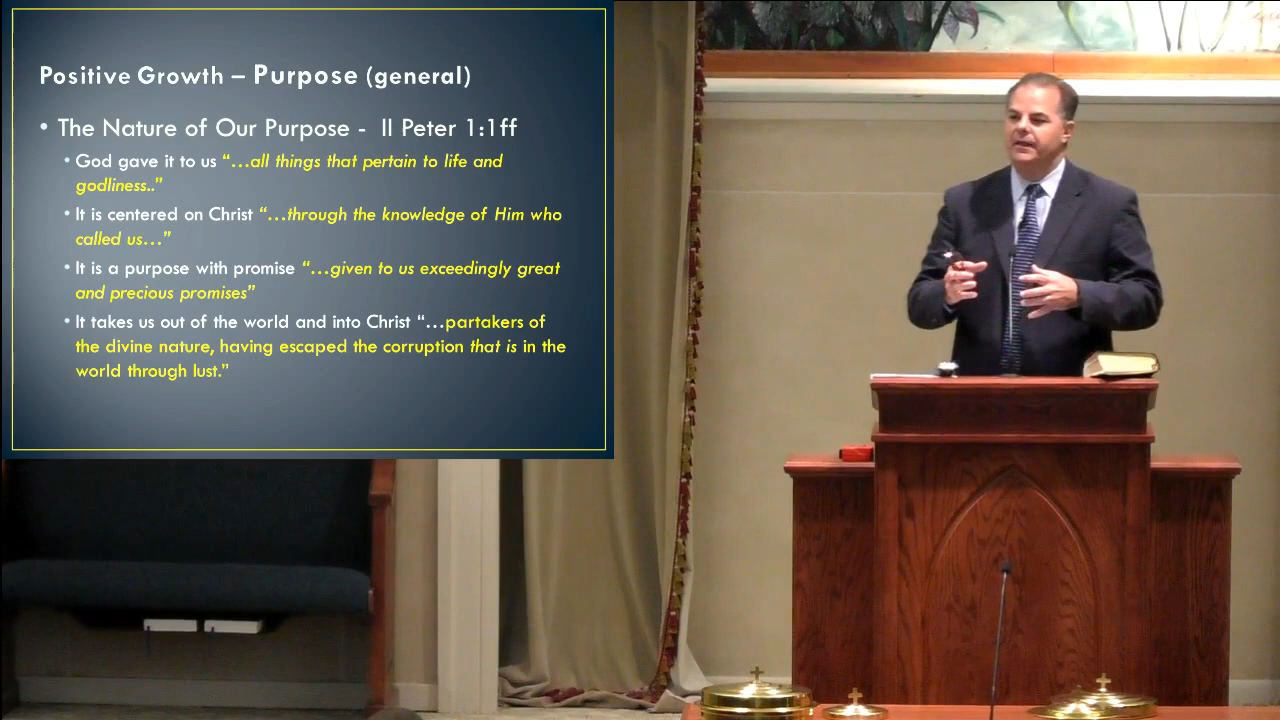 Positive Growth – Purpose (general)
• The Nature of Our Purpose - II Peter 1:1ff
• God gave it to us “…all things that pertain to life and
godliness..”
• It is centered on Christ “…through the knowledge of Him who
called us…”
• It is a purpose with promise “…given to us exceedingly great
and precious promises”
• It takes us out of the world and into Christ “…partakers of
the divine nature, having escaped the corruption that is in the
world through lust.”